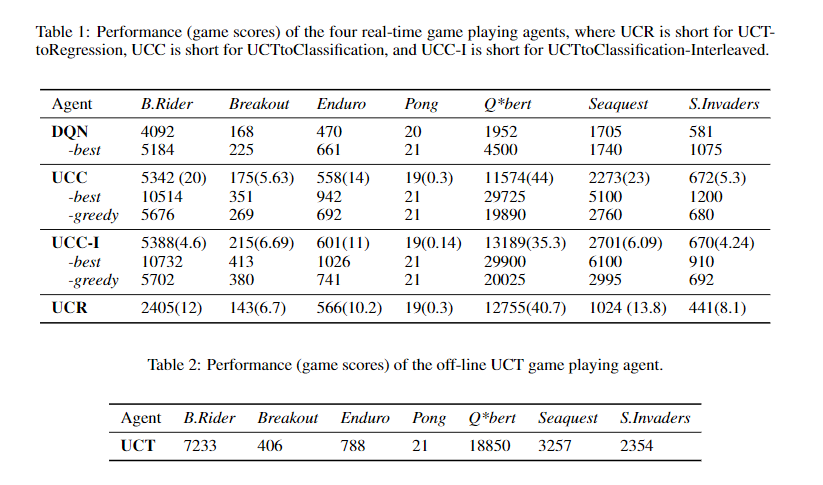 Table 1: Performance (game scores) of the four real-time game playing agents, where UCR is short for UCT-
toRegression, UCC is short for UCTtoClassification, and UCC-I is short for UCTtoClassification-Interleaved.
Agent B.Rider Breakout Enduro Pong Q*bert Seaquest S.Invaders
DQN 4092 168 470 20 1952 1705 581
-best 5184 225 661 21 4500 1740 1075
UCC 5342 (20) 175(5.63) 558(14) 19(0.3) 11574(44) 2273(23) 672(5.3)
-best 10514 351 942 21 29725 5100 1200
-greedy 5676 269 692 21 19890 2760 680
UCC-I 5388(4.6) 215(6.69) 601(11) 19(0.14) 13189(35.3) 2701(6.09) 670(4.24)
-best 10732 413 1026 21 29900 6100 910
-greedy 5702 380 741 21 20025 2995 692
UCR 2405(12) 143(6.7) 566(10.2) 19(0.3) 12755(40.7) 1024 (13.8) 441(8.1)
Table 2: Performance (game scores) of the off-line UCT game playing agent.
Agent B.Rider Breakout Enduro Pong Q*bert Seaquest S.Invaders
UCT 7233 406 788 21 18850 3257 2354